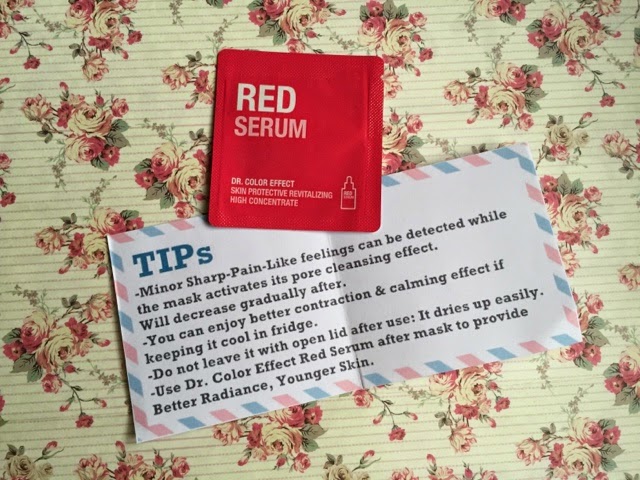 RED
SERUM
DR. COLOR EFFECT
SKIN PROTECTIVE REVITALIZING
HIGH CONCENTRATE
RED
SERUM
TIPs
-Minor Sharp-Pain-Like feelings can be detected while
the mask activates its pore cleansing effect.
Will decrease gradually after.
-You can enjoy better contraction & calming effect if
keeping it cool in fridge.
-Do not leave it with open lid after use: It dries up easily.
-Use Dr. Color Effect Red Serum after mask to provide
Better Radiance, Younger Skin.